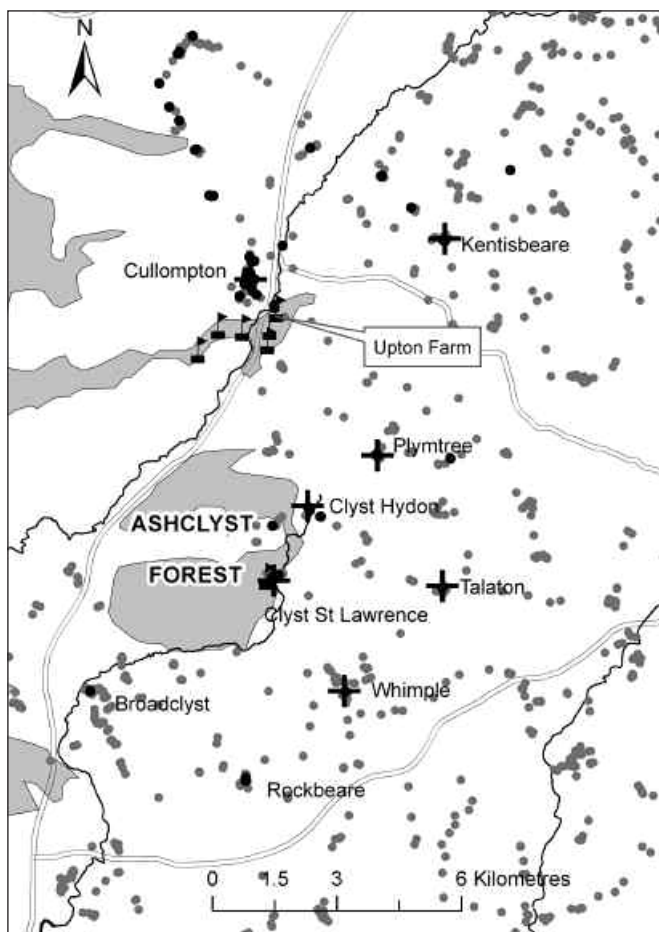 N
Kentisbeare
Cullompton
Upton Farm
Plymtree
Clyst Hydon
ASHCLYST
FOREST
Talaton
Clyst St Lawrence
Whimple
Broadclyst
Rockbeare
0 1.5 3 6 Kilometres